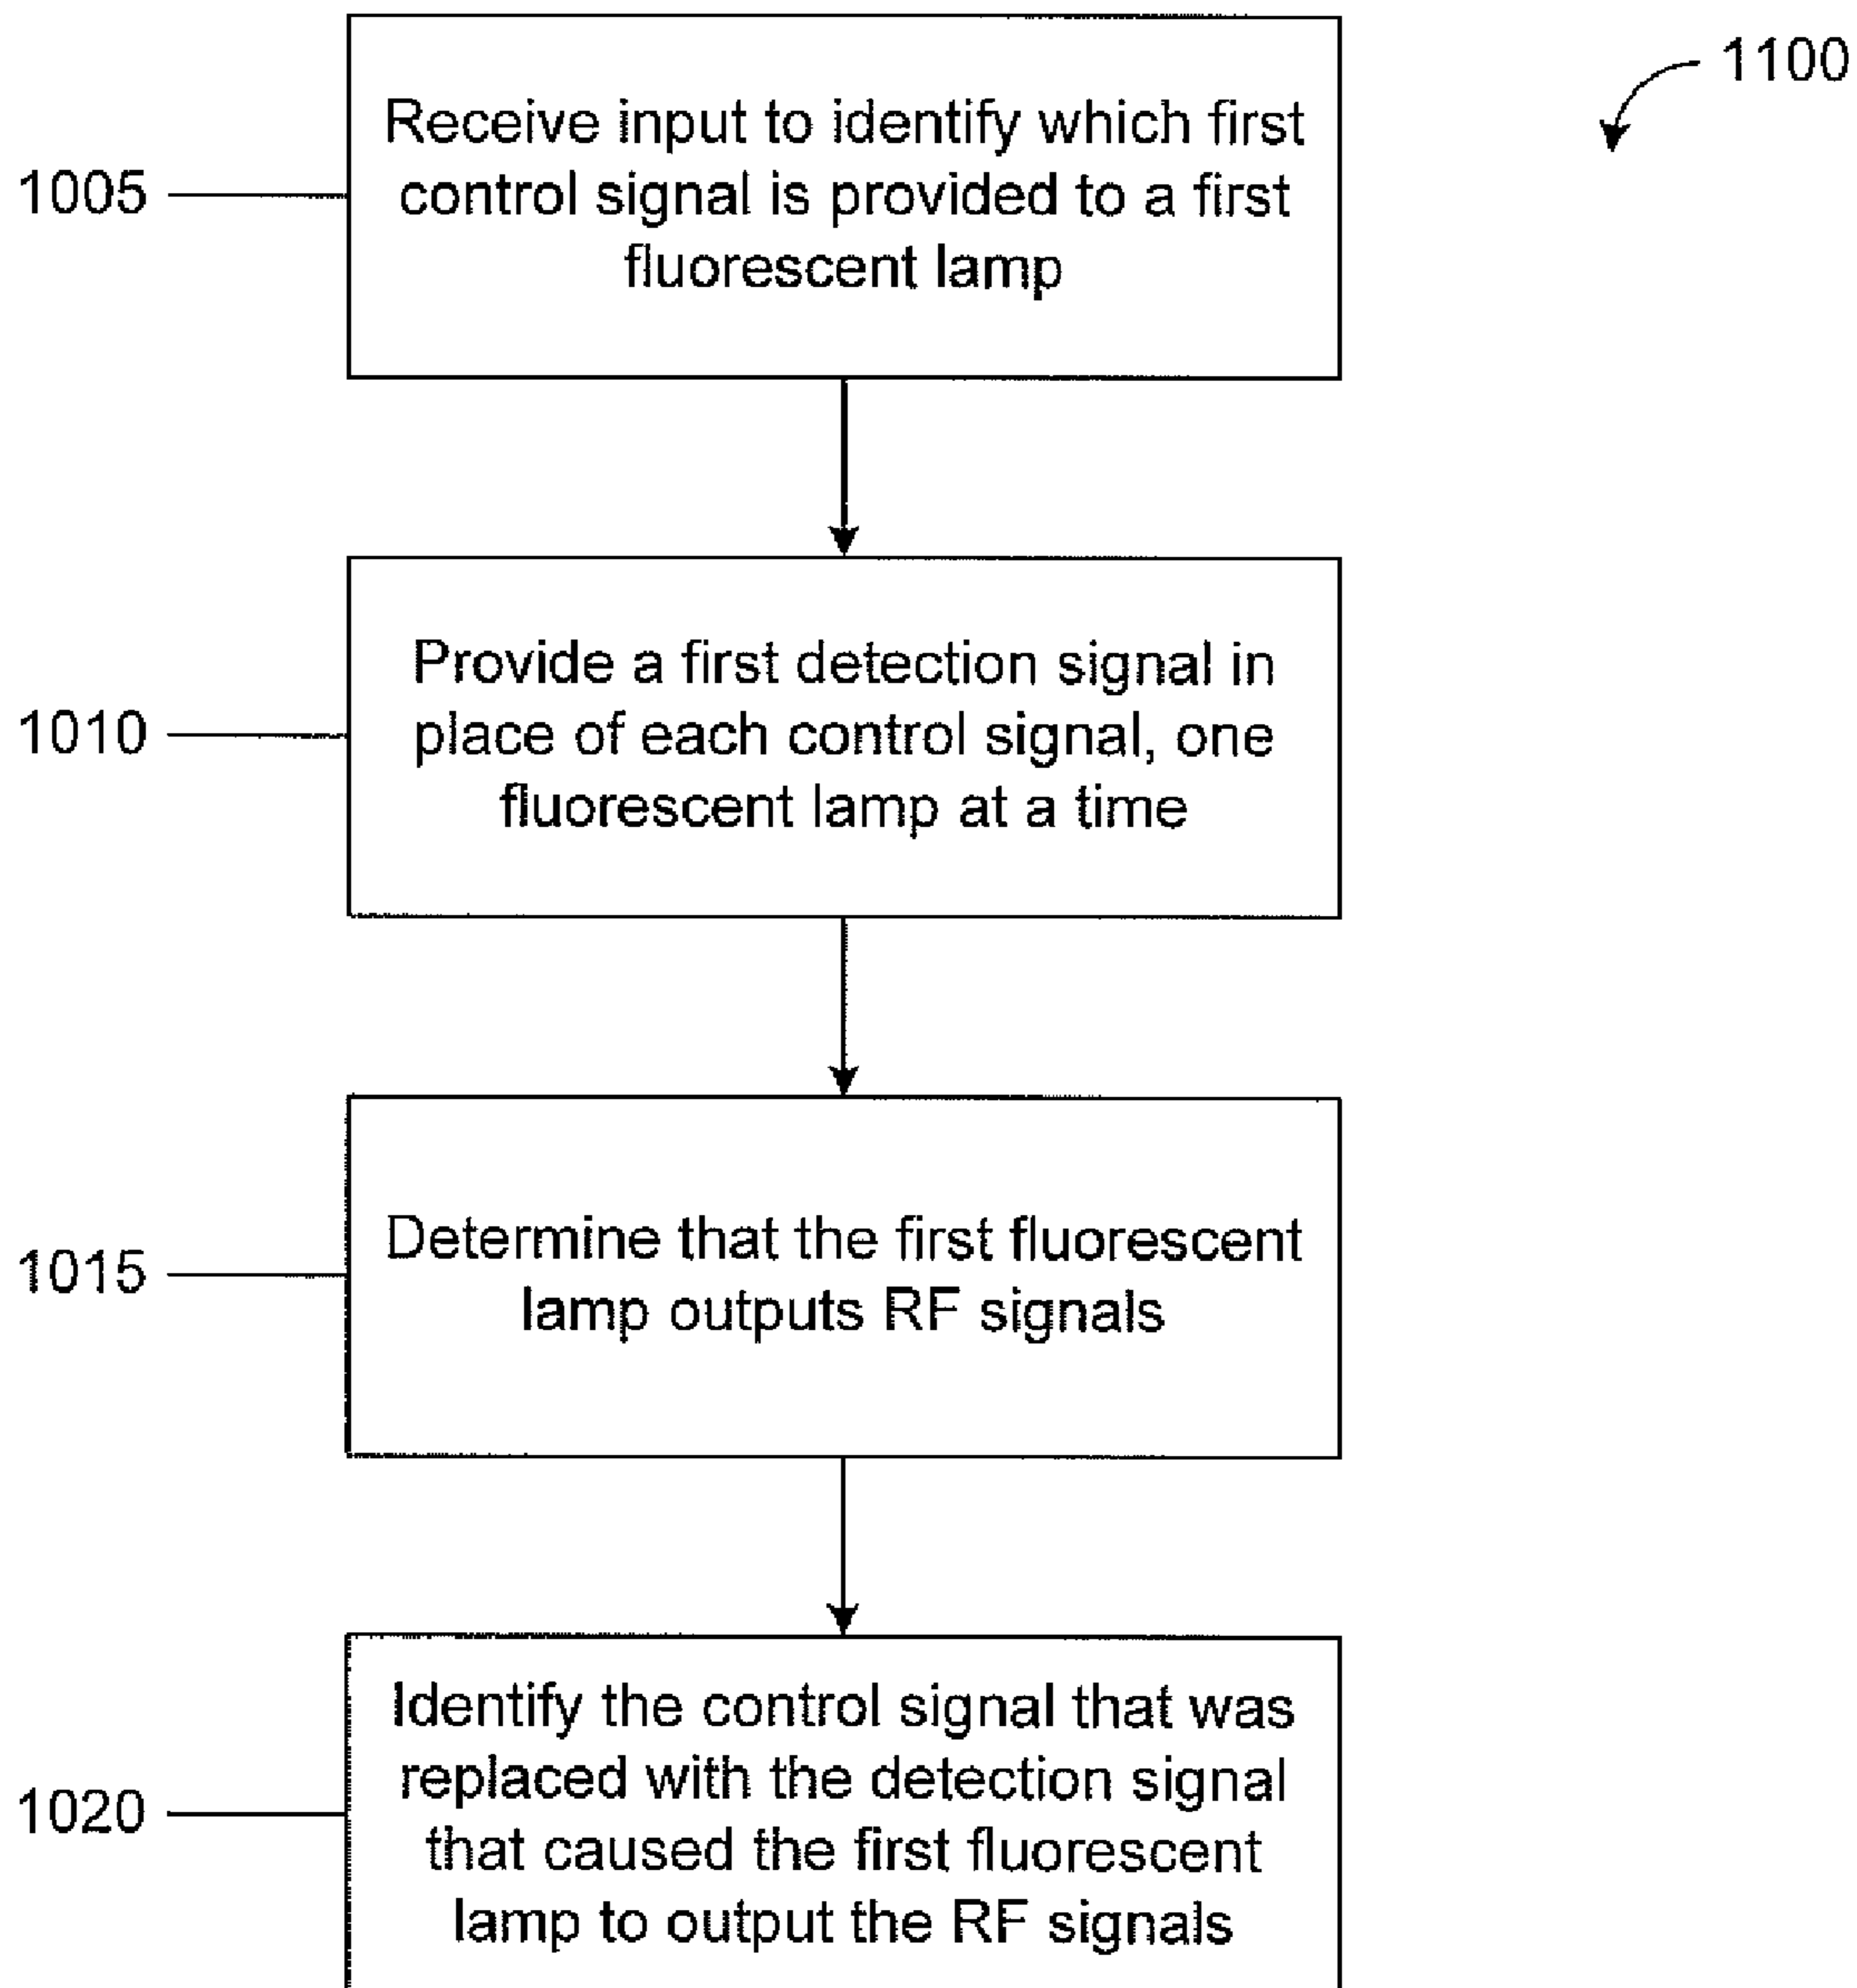 1100
1005
Receive input to identify which first
control signal is provided to a first
fluorescent lamp
1010
Provide a first detection signal in
place of each control signal, one
fluorescent lamp at a time
1015
Determine that the first fluorescent
lamp outputs RF signals
1020
Identify the control signal that was
replaced with the detection signal
that caused the first fluorescent
lamp to output the RF signals